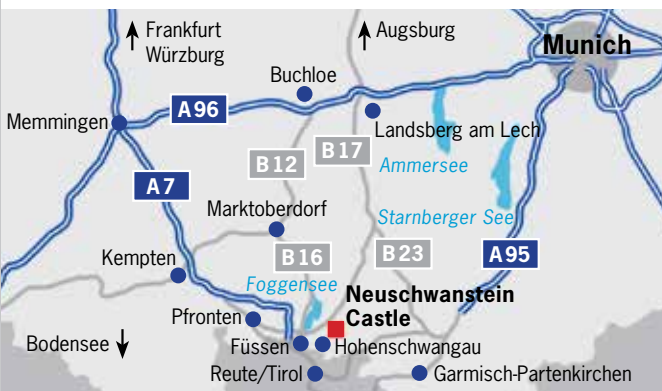 Frankfurt
Würzburg
Augsburg
Munich
Buchloe
A96
Memmingen
Landsberg am Lech
B17
B12
Ammersee
A7
Marktoberdorf
Starnberger See
Kempten
B16
B23
A95
Foggensee
Neuschwanstein
Castle
Pfronten
Bodensee
Füssen
Hohenschwangau
Reute/Tirol
Garmisch-Partenkirchen